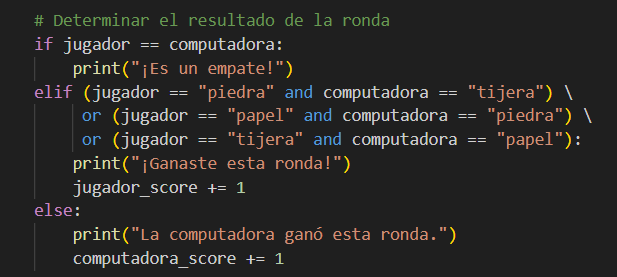 # Determinar el resultado de la ronda
if jugador == computadora:
    print("¡Es un empate!")
elif (jugador == "piedra" and computadora == "tijera") \
     or (jugador == "papel" and computadora == "piedra") \
     or (jugador == "tijera" and computadora == "papel"):
    print("¡Ganaste esta ronda!")
    jugador_score += 1
else:
    print("La computadora ganó esta ronda.")
    computadora_score += 1